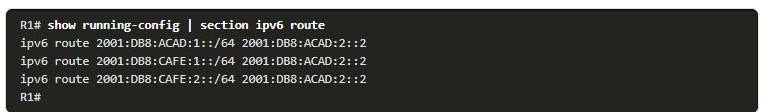 R1# show running-config | section ipv6 route
ipv6 route 2001:DB8:ACAD:1::/64 2001:DB8:ACAD:2::2
ipv6 route 2001:DB8:CAFE:1::/64 2001:DB8:ACAD:2::2
ipv6 route 2001:DB8:CAFE:2::/64 2001:DB8:ACAD:2::2
R1#